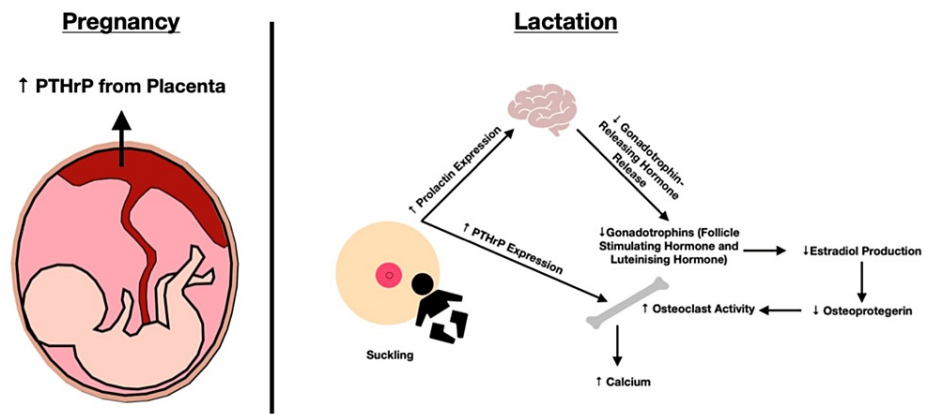 Pregnancy
↑ PTHrP from Placenta
Lactation
↑ Prolactin Expression
↓ Gonadotrophin-
Releasing Hormone
Release
↑ PTHrP Expression
↓Gonadotrophins (Follicle
Stimulating Hormone and
Luteinising Hormone)
↓Estradiol Production
↓ Osteoprotegerin
↑ Osteoclast Activity
Suckling
↑ Calcium